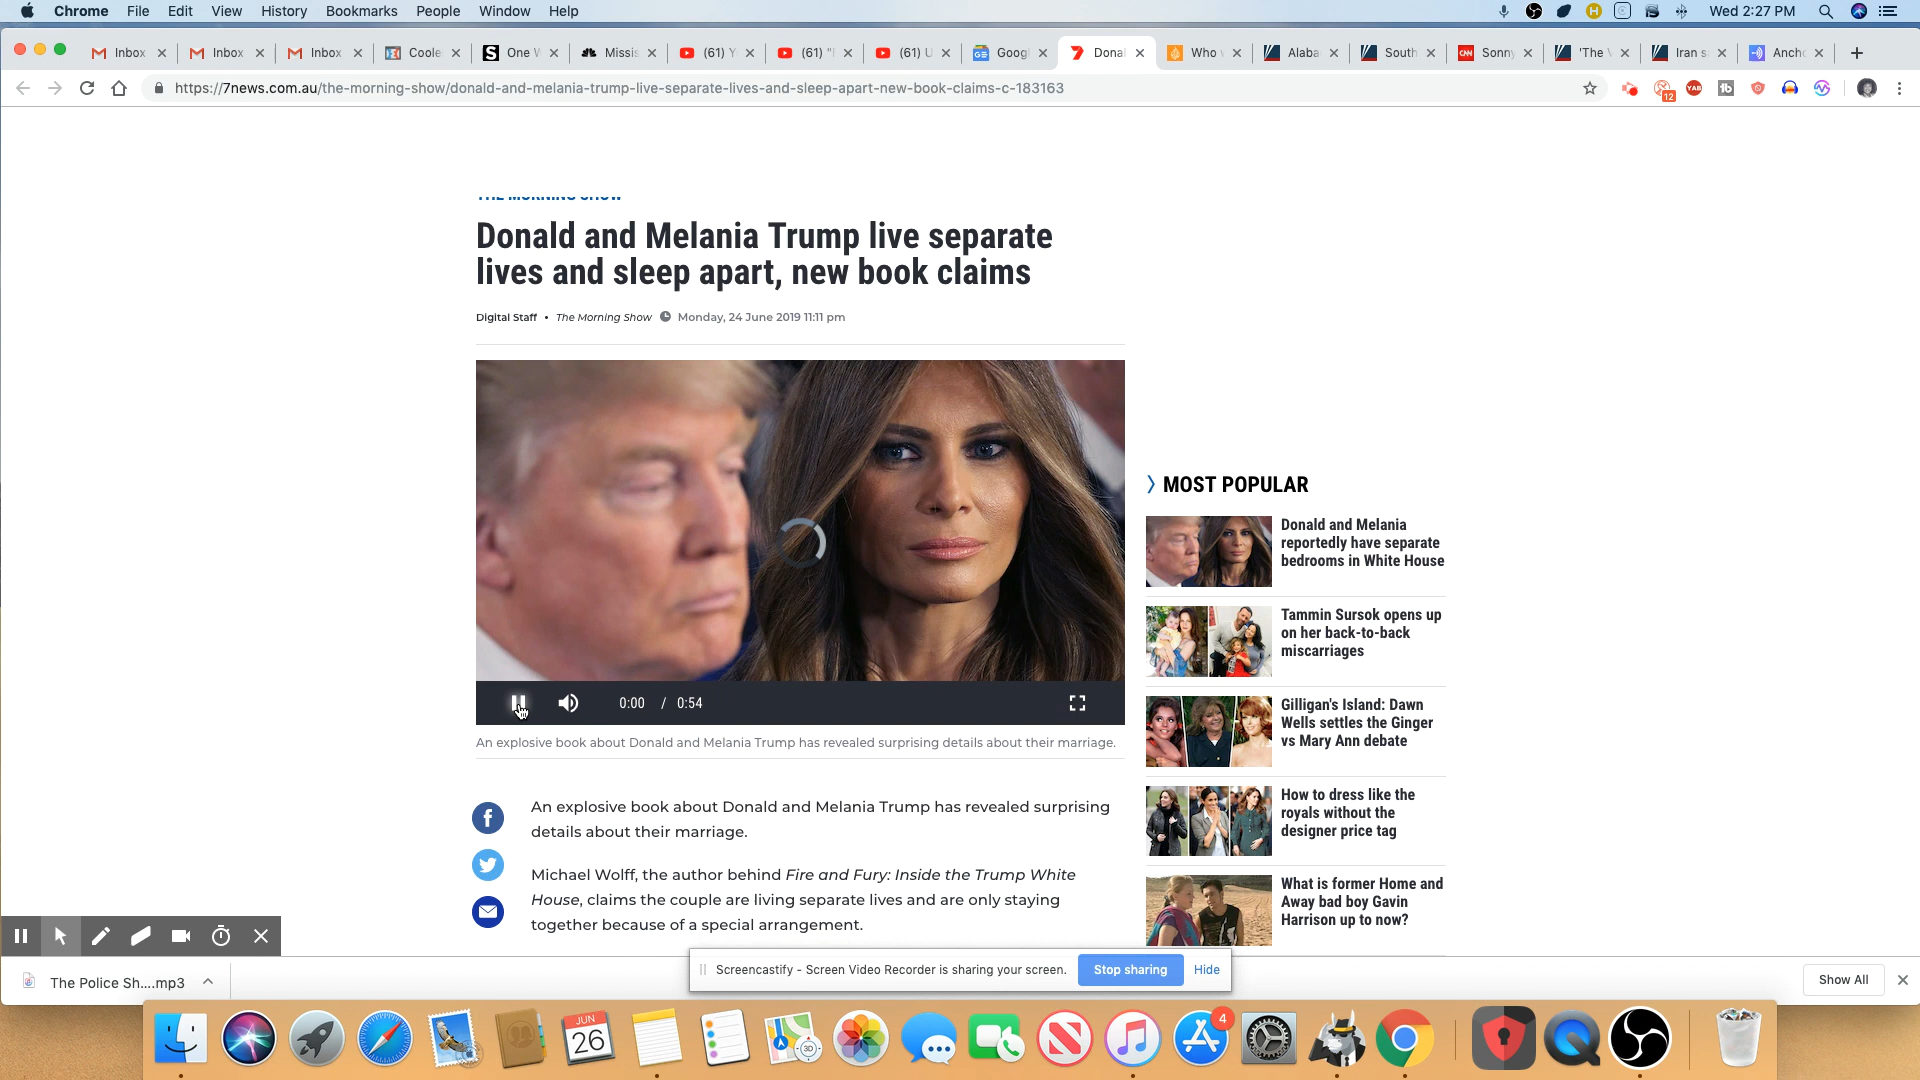 Chrome File Edit View History Bookmarks People Window Help Wed 2:27 PM
Inbox Inbox Inbox Coole One Missis (61) (61) (61) Googl Dona Who Alaba South Sonny 'The Iran s Ancho
https://7news.com.au/the-morning-show/donald-and-melania-trump-live-separate-lives-and-sleep-apart-new-book-claims-c-183163
12 YAB
THE MORNING SHOW
Donald and Melania Trump live separate
lives and sleep apart, new book claims
Digital Staff • The Morning Show Monday, 24 June 2019 11:11 pm
0:00 / 0:54
An explosive book about Donald and Melania Trump has revealed surprising details about their marriage.
An explosive book about Donald and Melania Trump has revealed surprising
details about their marriage.
Michael Wolff, the author behind Fire and Fury: Inside the Trump White
House, claims the couple are living separate lives and are only staying
together because of a special arrangement.
MOST POPULAR
Donald and Melania
reportedly have separate
bedrooms in White House
Tammin Sursok opens up
on her back-to-back
miscarriages
Gilligan's Island: Dawn
Wells settles the Ginger
vs Mary Ann debate
How to dress like the
royals without the
designer price tag
What is former Home and
Away bad boy Gavin
Harrison up to now?
Screencastify - Screen Video Recorder is sharing your screen. Stop sharing Hide
The Police Sh....mp3 Show All
JUN
26
3D
4